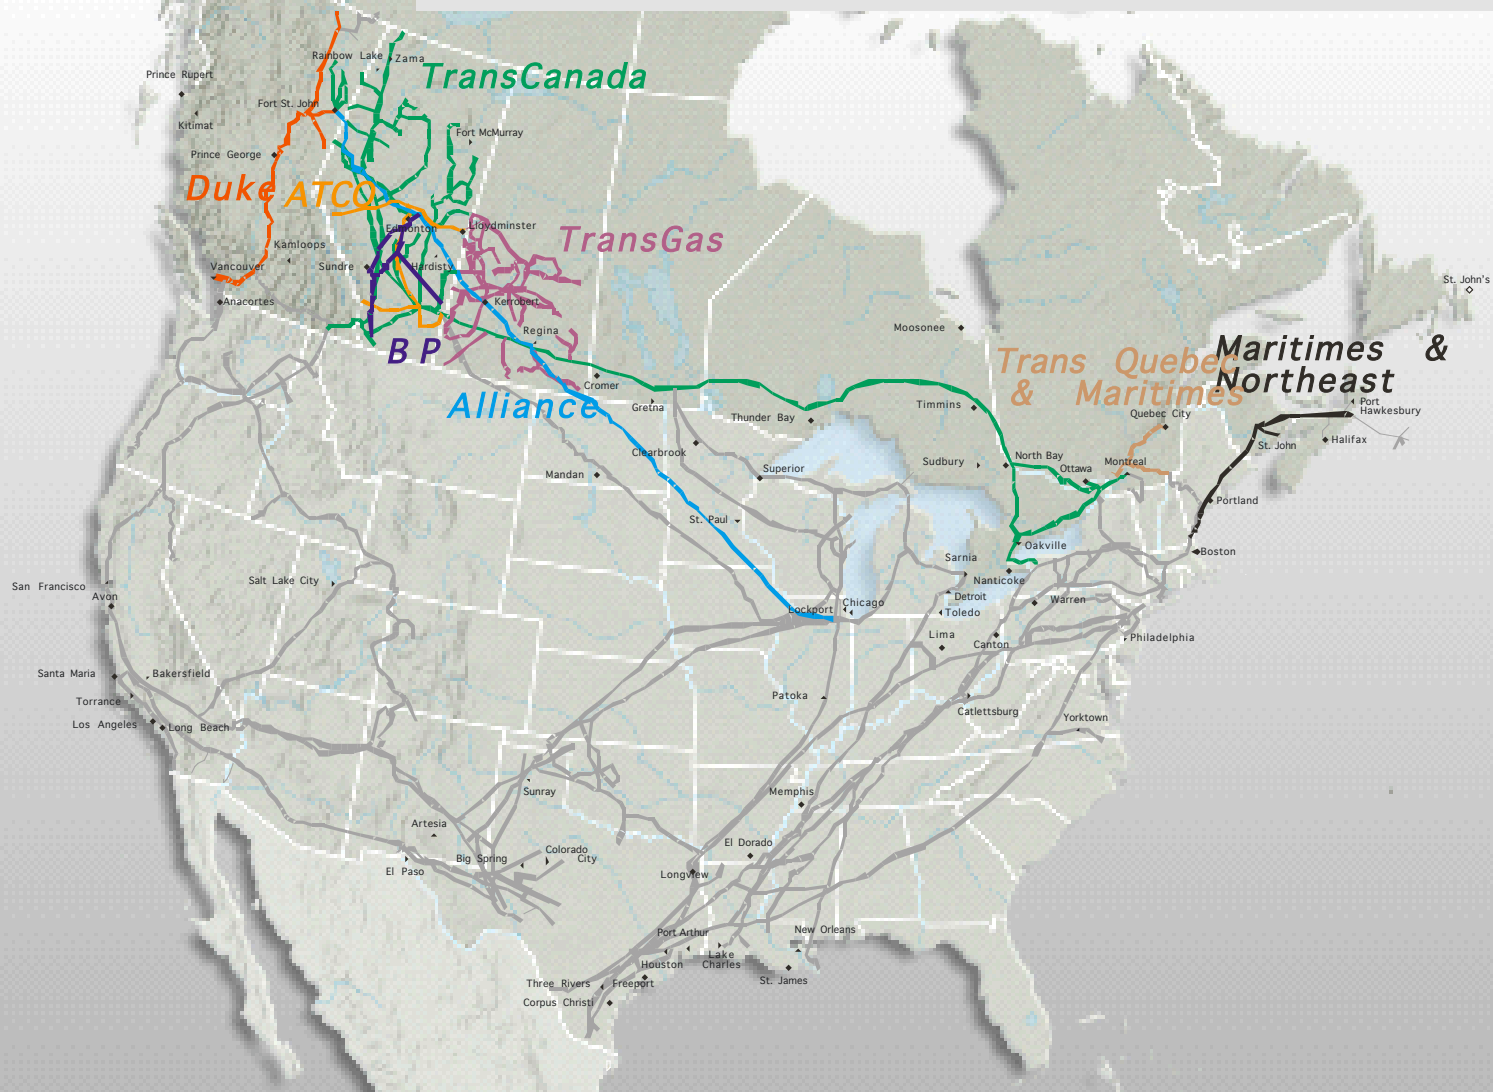 Rainbow Lake
Zama
TransCanada
Prince Rupert
Fort St. John
Kitimat
Fort McMurray
Prince George
Duke
ATCO
Edmonton
Lloydminster
TransGas
Kamloops
Vancouver
Sundre
Hardisty
St. John's
Anacortes
Kerrobert
Regina
Moosonee
BP
Maritimes &
Northeast
Trans Quebec
& Maritimes
Cromer
Alliance
Gretna
Thunder Bay
Timmins
Quebec City
Port
Hawkesbury
Halifax
St. John
Clearbrook
Mandan
Superior
Sudbury
North Bay
Ottawa
Montreal
Portland
St. Paul
Oakville
Boston
Sarnia
Nanticoke
San Francisco
Avon
Salt Lake City
Lockport
Chicago
Detroit
Toledo
Warren
Lima
Canton
Philadelphia
Santa Maria
Bakersfield
Torrance
Los Angeles
Long Beach
Patoka
Catlettsburg
Yorktown
Sunray
Memphis
Artesia
El Paso
Big Spring
Colorado
City
El Dorado
Longview
Port Arthur
New Orleans
Houston
Lake
Charles
Three Rivers
Freeport
St. James
Corpus Christi